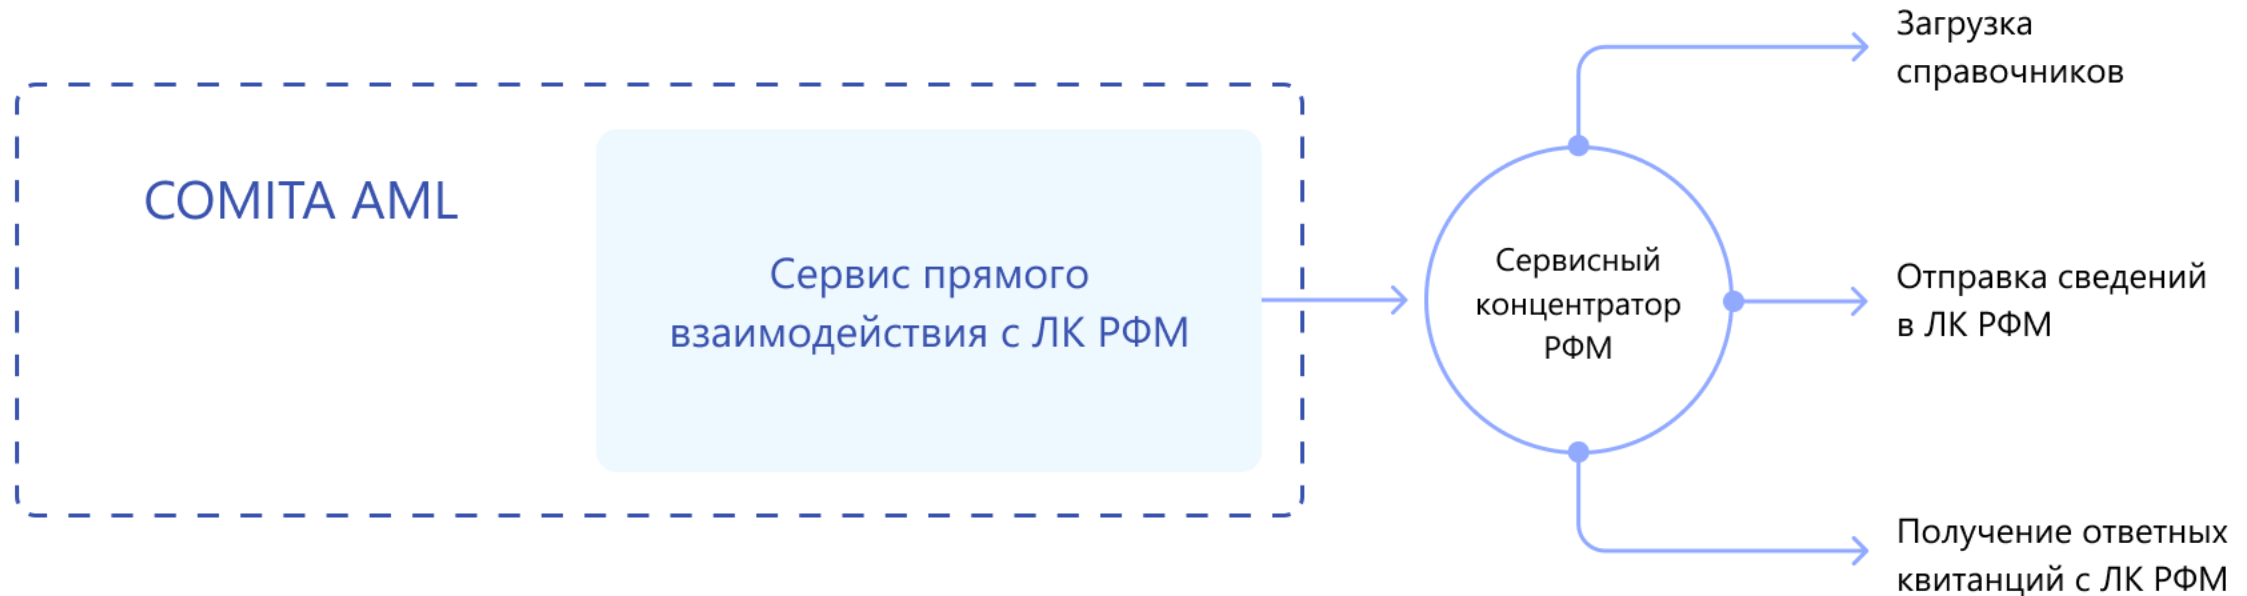 COMITA AML
Сервис прямого
взаимодействия с ЛК РФМ
Сервисный
концентратор
РФМ
Загрузка
справочников
Отправка сведений
в ЛК РФМ
Получение ответных
квитанций с ЛК РФМ